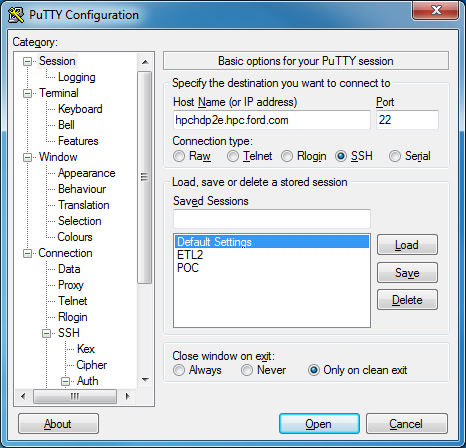 PuTTY Configuration
Category:
Session
Logging
Terminal
Keyboard
Bell
Features
Window
Appearance
Behaviour
Translation
Selection
Colours
Connection
Data
Proxy
Telnet
Rlogin
SSH
Kex
Cipher
Auth
Basic options for your PuTTY session
Specify the destination you want to connect to
Host Name (or IP address) Port
hpchdp2e.hpc.ford.com 22
Connection type:
Raw Telnet Rlogin SSH Serial
Load, save or delete a stored session
Saved Sessions
Default Settings
ETL2
POC
Load
Save
Delete
Close window on exit:
Always Never Only on clean exit
About Open Cancel